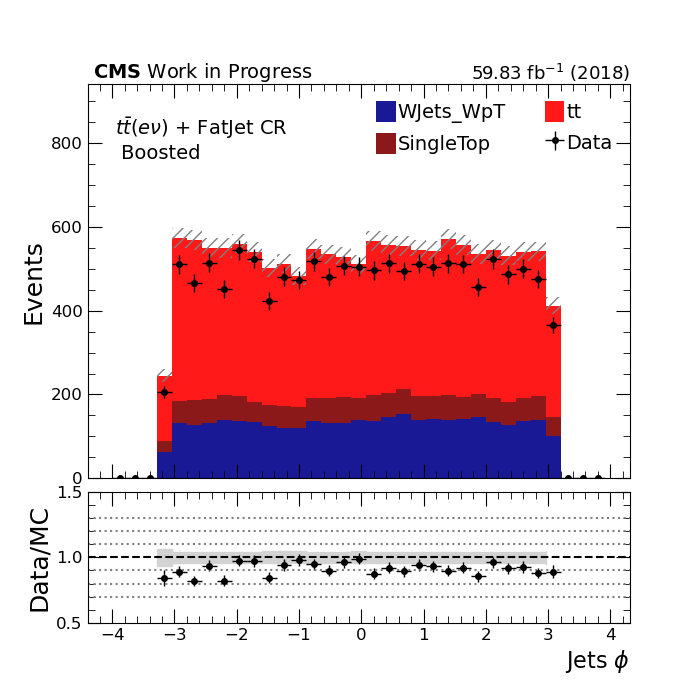 CMS Work in Progress
59.83 fb⁻¹ (2018)
tt̄(eν) + FatJet CR
Boosted
WJets_WpT
tt
SingleTop
Data
Events
800
600
400
200
0
Data/MC
1.5
1.0
0.5
−4 −3 −2 −1 0 1 2 3 4
Jets ϕ